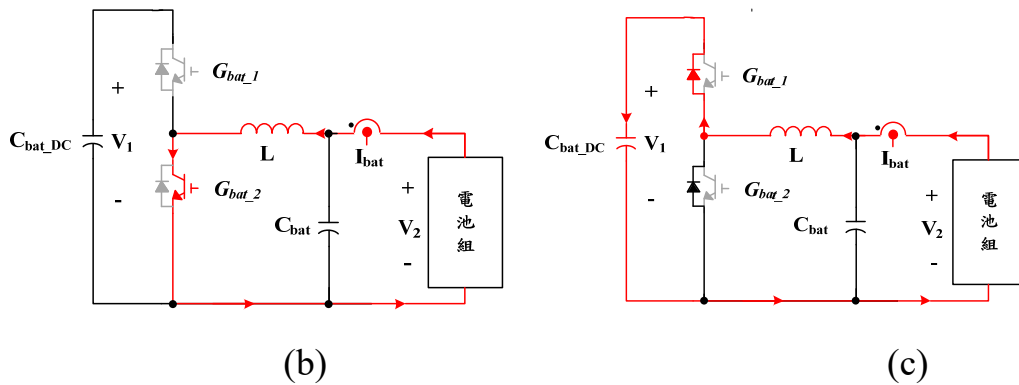 G_bat_1
+
C_bat_DC
V_1
-
G_bat_2
L
I_bat
C_bat
+
V_2
-
電池組
(b)
G_bat_1
+
C_bat_DC
V_1
-
G_bat_2
L
I_bat
C_bat
+
V_2
-
電池組
(c)